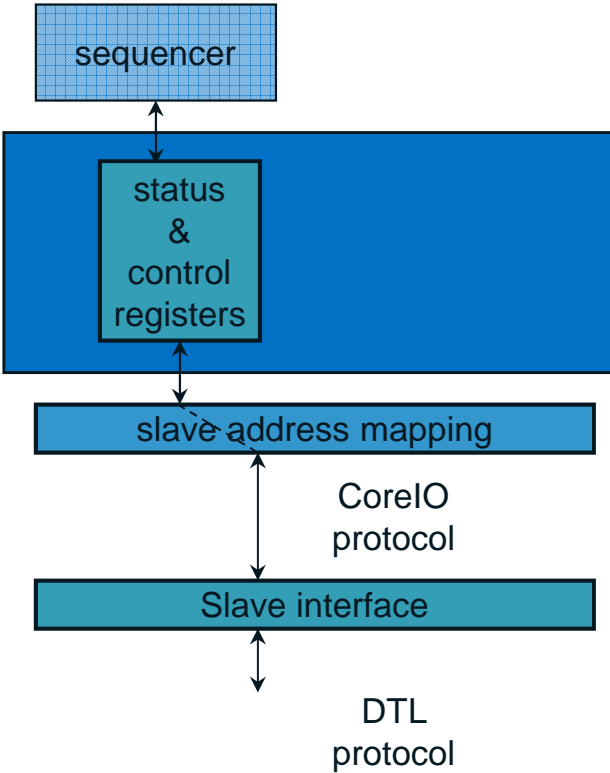 sequencer
status
&
control
registers
slave address mapping
CoreIO
protocol
Slave interface
DTL
protocol